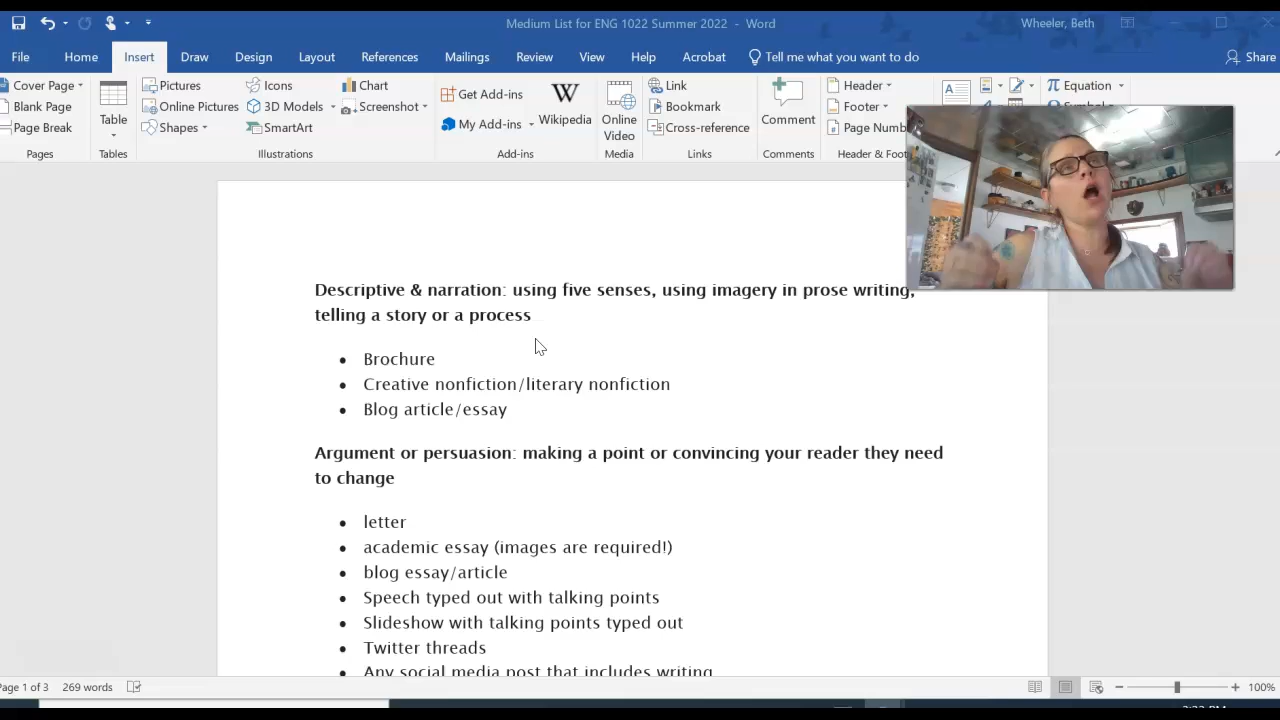 Medium List for ENG 1022 Summer 2022 - Word
Wheeler, Beth
File Home Insert Draw Design Layout References Mailings Review View Help Acrobat Tell me what you want to do Share
Cover Page
Blank Page
Page Break
Pages
Table
Tables
Pictures
Online Pictures
Shapes
Icons
3D Models
SmartArt
Chart
Screenshot
Illustrations
Get Add-ins
My Add-ins
W
Wikipedia
Add-ins
Online
Video
Media
Link
Bookmark
Cross-reference
Links
Comment
Comments
Header
Footer
Page Numb
Header & Foot
A
π Equation
Descriptive & narration: using five senses, using imagery in prose writing,
telling a story or a process
• Brochure
• Creative nonfiction/literary nonfiction
• Blog article/essay
Argument or persuasion: making a point or convincing your reader they need
to change
• letter
• academic essay (images are required!)
• blog essay/article
• Speech typed out with talking points
• Slideshow with talking points typed out
• Twitter threads
• Any social media post that includes writing
Page 1 of 3 269 words
100%